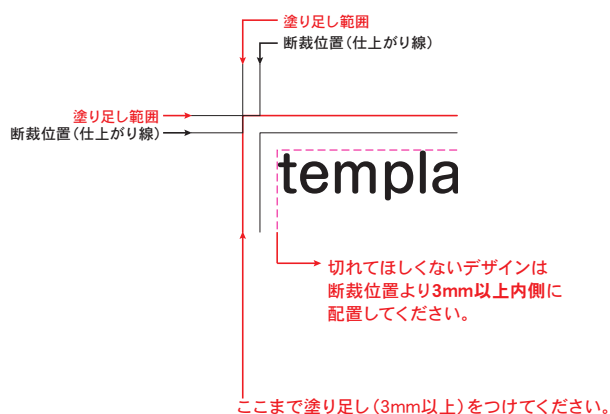 塗り足し範囲
断裁位置(仕上がり線)
塗り足し範囲
断裁位置(仕上がり線)
templa
切れてほしくないデザインは
断裁位置より3mm以上内側に
配置してください。
ここまで塗り足し(3mm以上)をつけてください。